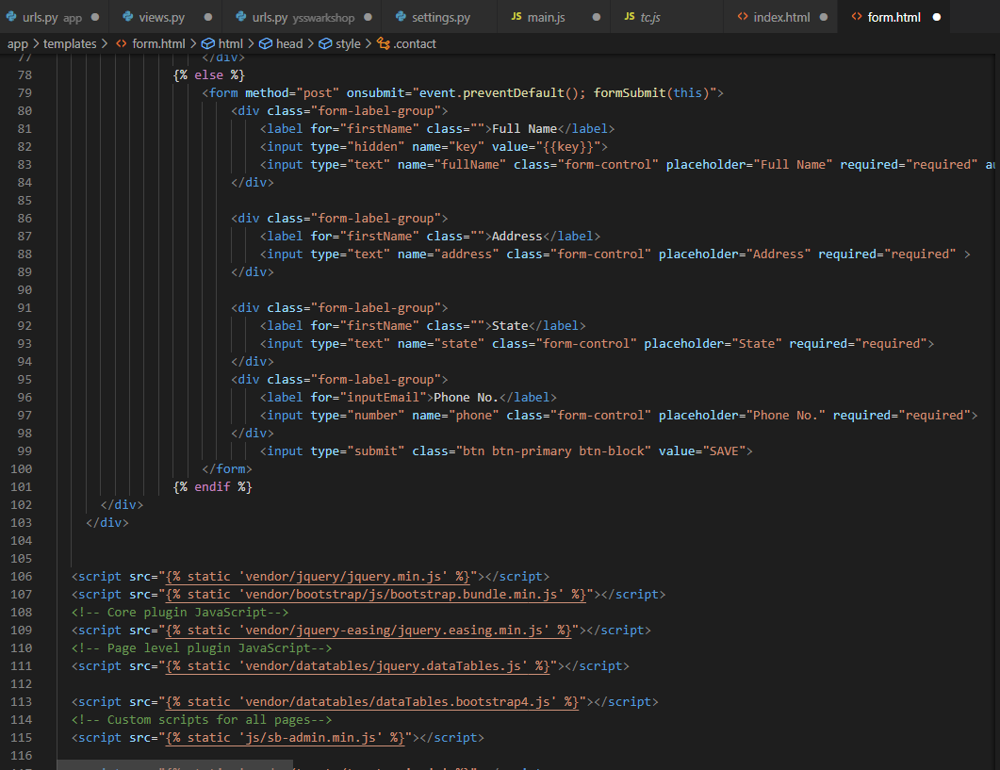 urls.py app ● views.py ● urls.py ysswarkshop ● settings.py JS main.js ● JS tc.js <> index.html ● <> form.html ●
app > templates > <> form.html > html > head > style > .contact
77 </div>
78 {% else %}
79 <form method="post" onsubmit="event.preventDefault(); formSubmit(this)">
80 <div class="form-label-group">
81 <label for="firstName" class="">Full Name</label>
82 <input type="hidden" name="key" value="{{key}}">
83 <input type="text" name="fullName" class="form-control" placeholder="Full Name" required="required" au
84 </div>
85
86 <div class="form-label-group">
87 <label for="firstName" class="">Address</label>
88 <input type="text" name="address" class="form-control" placeholder="Address" required="required" >
89 </div>
90
91 <div class="form-label-group">
92 <label for="firstName" class="">State</label>
93 <input type="text" name="state" class="form-control" placeholder="State" required="required">
94 </div>
95 <div class="form-label-group">
96 <label for="inputEmail">Phone No.</label>
97 <input type="number" name="phone" class="form-control" placeholder="Phone No." required="required">
98 </div>
99 <input type="submit" class="btn btn-primary btn-block" value="SAVE">
100 </form>
101 {% endif %}
102 </div>
103 </div>
104
105
106 <script src="{% static 'vendor/jquery/jquery.min.js' %}"></script>
107 <script src="{% static 'vendor/bootstrap/js/bootstrap.bundle.min.js' %}"></script>
108 <!-- Core plugin JavaScript-->
109 <script src="{% static 'vendor/jquery-easing/jquery.easing.min.js' %}"></script>
110 <!-- Page level plugin JavaScript-->
111 <script src="{% static 'vendor/datatables/jquery.dataTables.js' %}"></script>
112
113 <script src="{% static 'vendor/datatables/dataTables.bootstrap4.js' %}"></script>
114 <!-- Custom scripts for all pages-->
115 <script src="{% static 'js/sb-admin.min.js' %}"></script>
116